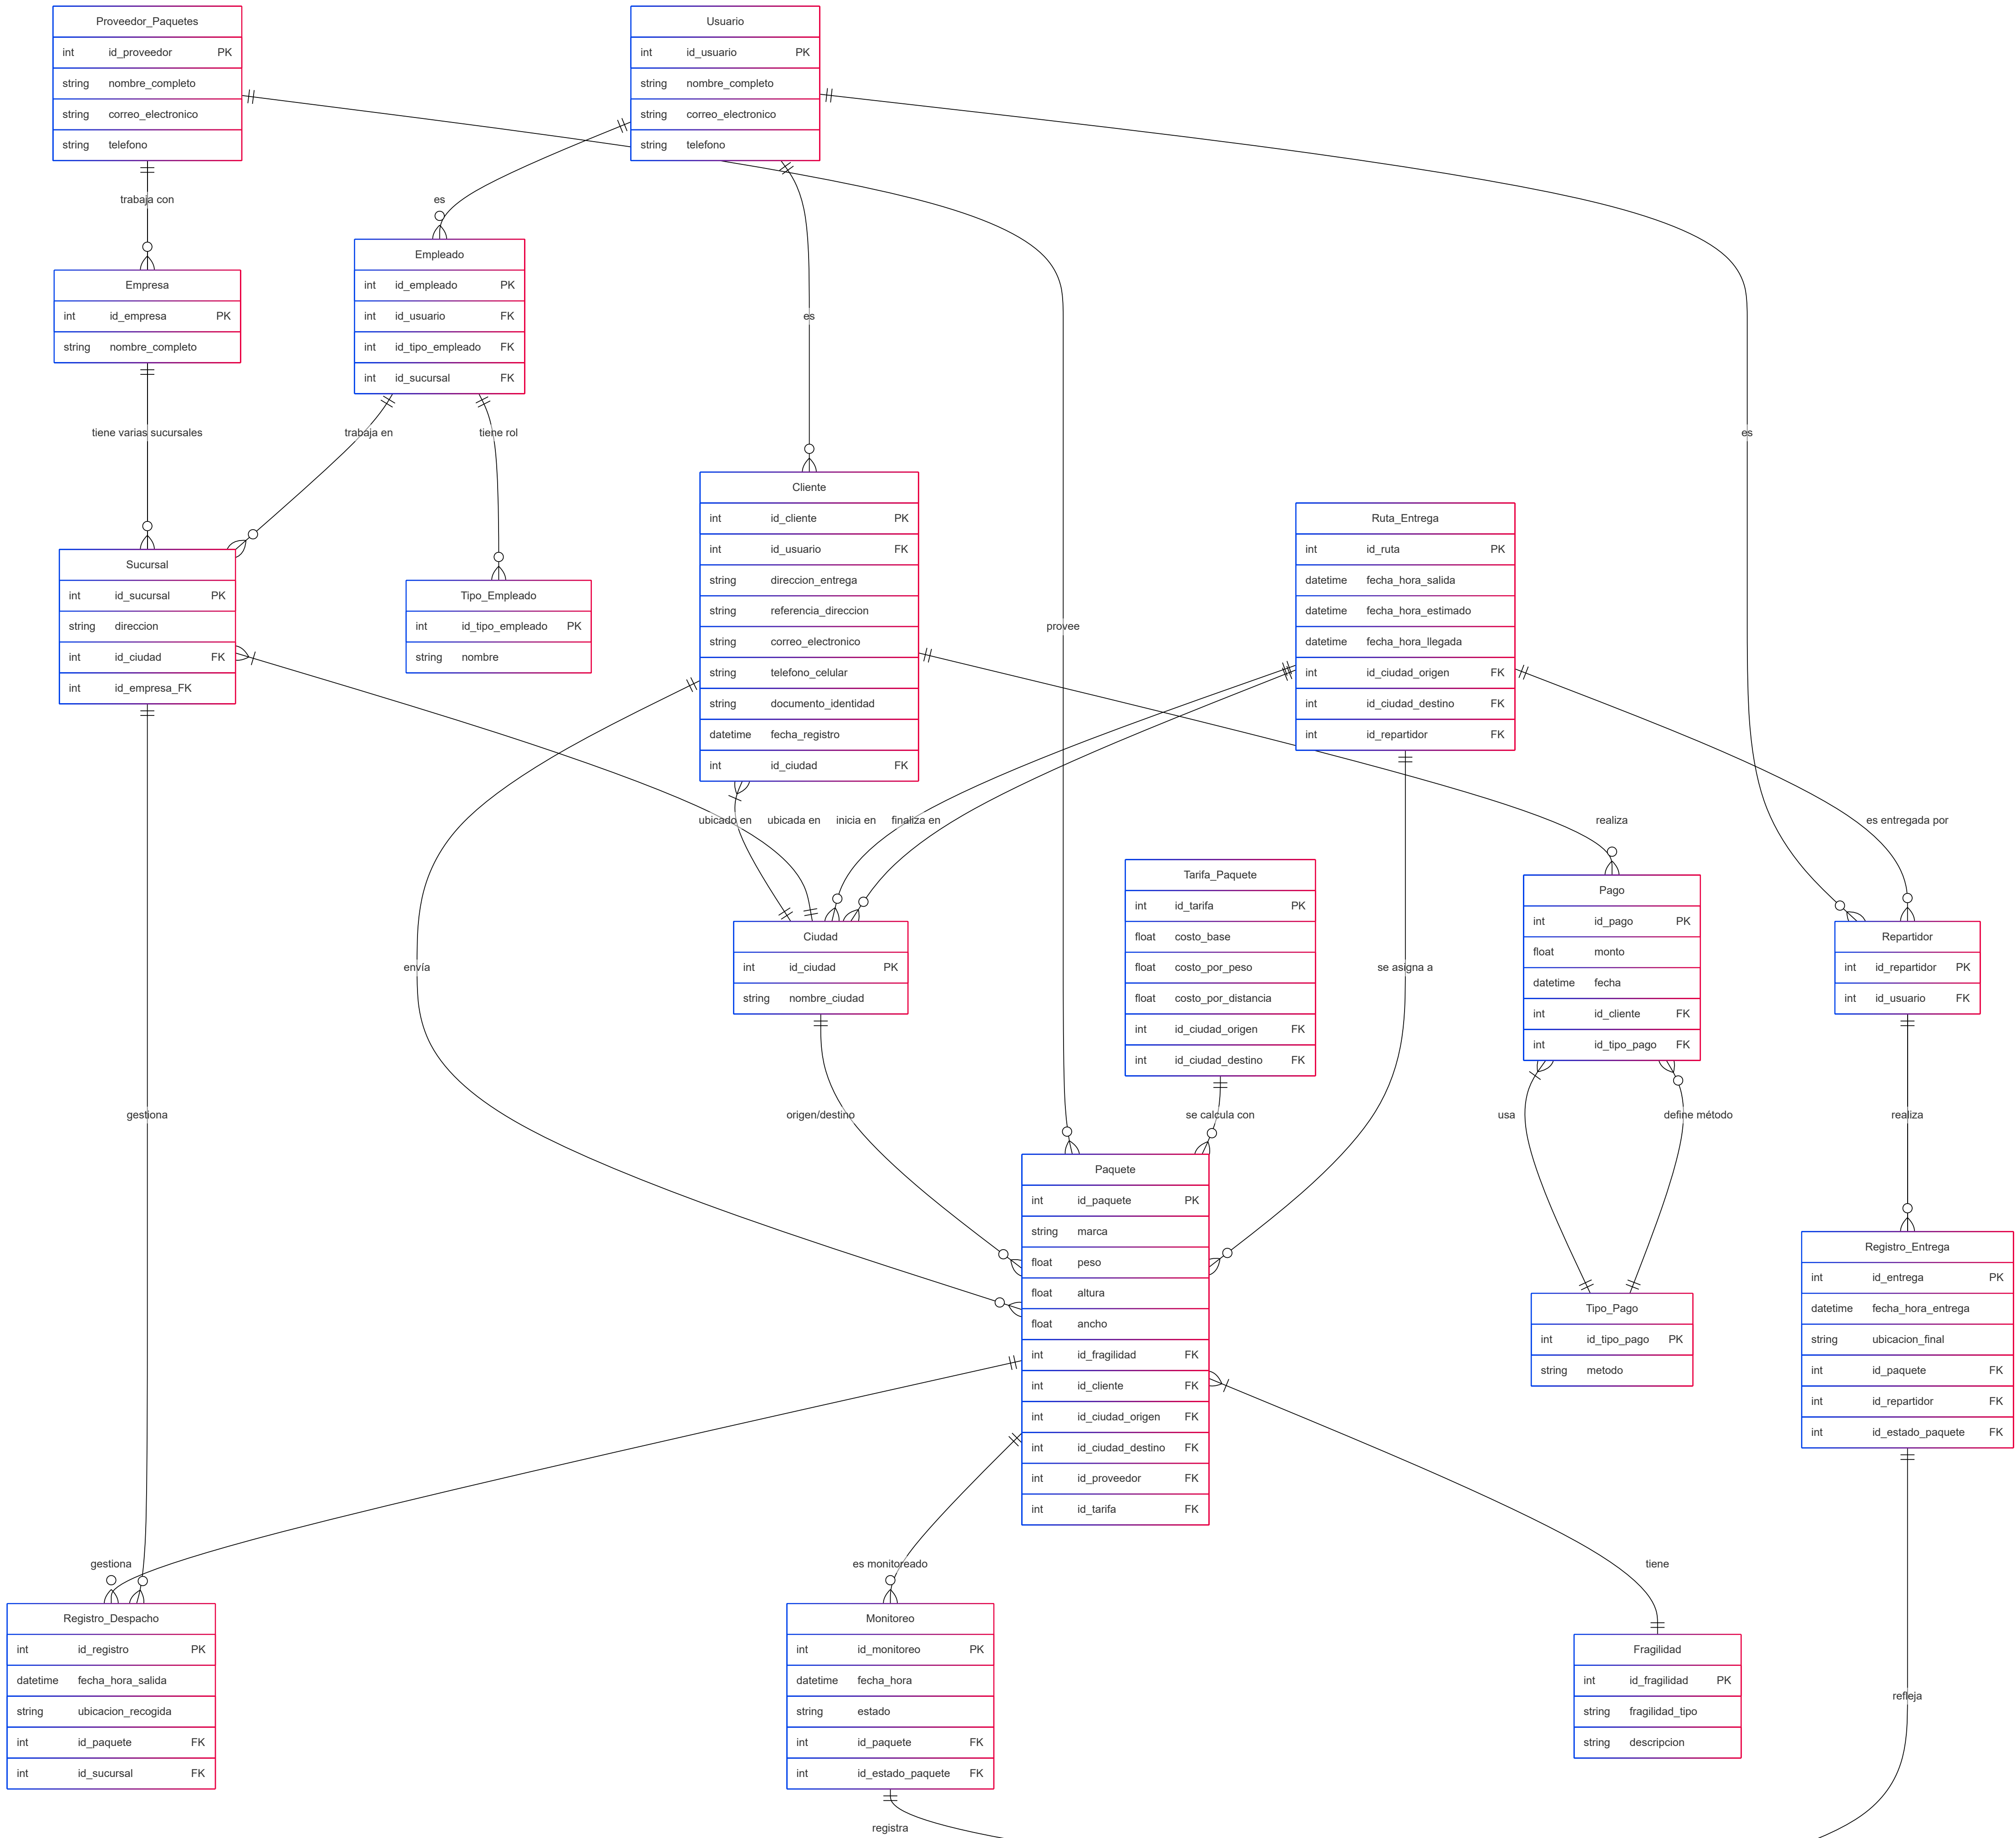 Proveedor_Paquetes
int id_proveedor PK
string nombre_completo
string correo_electronico
string telefono
Usuario
int id_usuario PK
string nombre_completo
string correo_electronico
string telefono
trabaja con
es
Empleado
int id_empleado PK
int id_usuario FK
int id_tipo_empleado FK
int id_sucursal FK
Empresa
int id_empresa PK
string nombre_completo
es
tiene varias sucursales
trabaja en
tiene rol
es
Cliente
int id_cliente PK
int id_usuario FK
string direccion_entrega
string referencia_direccion
string correo_electronico
string telefono_celular
string documento_identidad
datetime fecha_registro
int id_ciudad FK
Ruta_Entrega
int id_ruta PK
datetime fecha_hora_salida
datetime fecha_hora_estimado
datetime fecha_hora_llegada
int id_ciudad_origen FK
int id_ciudad_destino FK
int id_repartidor FK
Sucursal
int id_sucursal PK
string direccion
int id_ciudad FK
int id_empresa_FK
Tipo_Empleado
int id_tipo_empleado PK
string nombre
provee
ubicado en
ubicada en
inicia en
finaliza en
realiza
es entregada por
Tarifa_Paquete
int id_tarifa PK
float costo_base
float costo_por_peso
float costo_por_distancia
int id_ciudad_origen FK
int id_ciudad_destino FK
Pago
int id_pago PK
float monto
datetime fecha
int id_cliente FK
int id_tipo_pago FK
Ciudad
int id_ciudad PK
string nombre_ciudad
Repartidor
int id_repartidor PK
int id_usuario FK
envía
se asigna a
gestiona
origen/destino
se calcula con
usa
define método
realiza
Paquete
int id_paquete PK
string marca
float peso
float altura
float ancho
int id_fragilidad FK
int id_cliente FK
int id_ciudad_origen FK
int id_ciudad_destino FK
int id_proveedor FK
int id_tarifa FK
Registro_Entrega
int id_entrega PK
datetime fecha_hora_entrega
string ubicacion_final
int id_paquete FK
int id_repartidor FK
int id_estado_paquete FK
Tipo_Pago
int id_tipo_pago PK
string metodo
gestiona
es monitoreado
tiene
Registro_Despacho
int id_registro PK
datetime fecha_hora_salida
string ubicacion_recogida
int id_paquete FK
int id_sucursal FK
Monitoreo
int id_monitoreo PK
datetime fecha_hora
string estado
int id_paquete FK
int id_estado_paquete FK
Fragilidad
int id_fragilidad PK
string fragilidad_tipo
string descripcion
refleja
registra